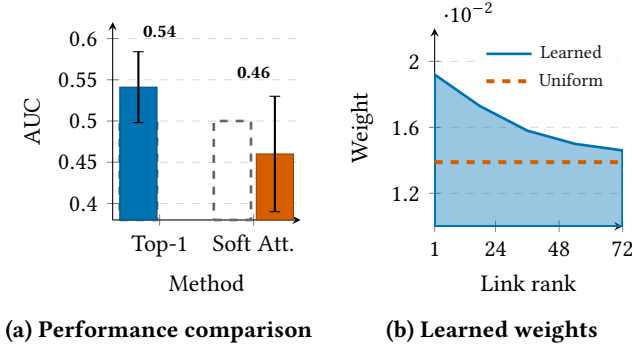 0.6
0.55
0.5
0.45
0.4
AUC
0.54
0.46
Top-1
Soft Att.
Method
(a) Performance comparison
·10⁻²
2
1.6
1.2
Weight
Learned
Uniform
1
24
48
72
Link rank
(b) Learned weights